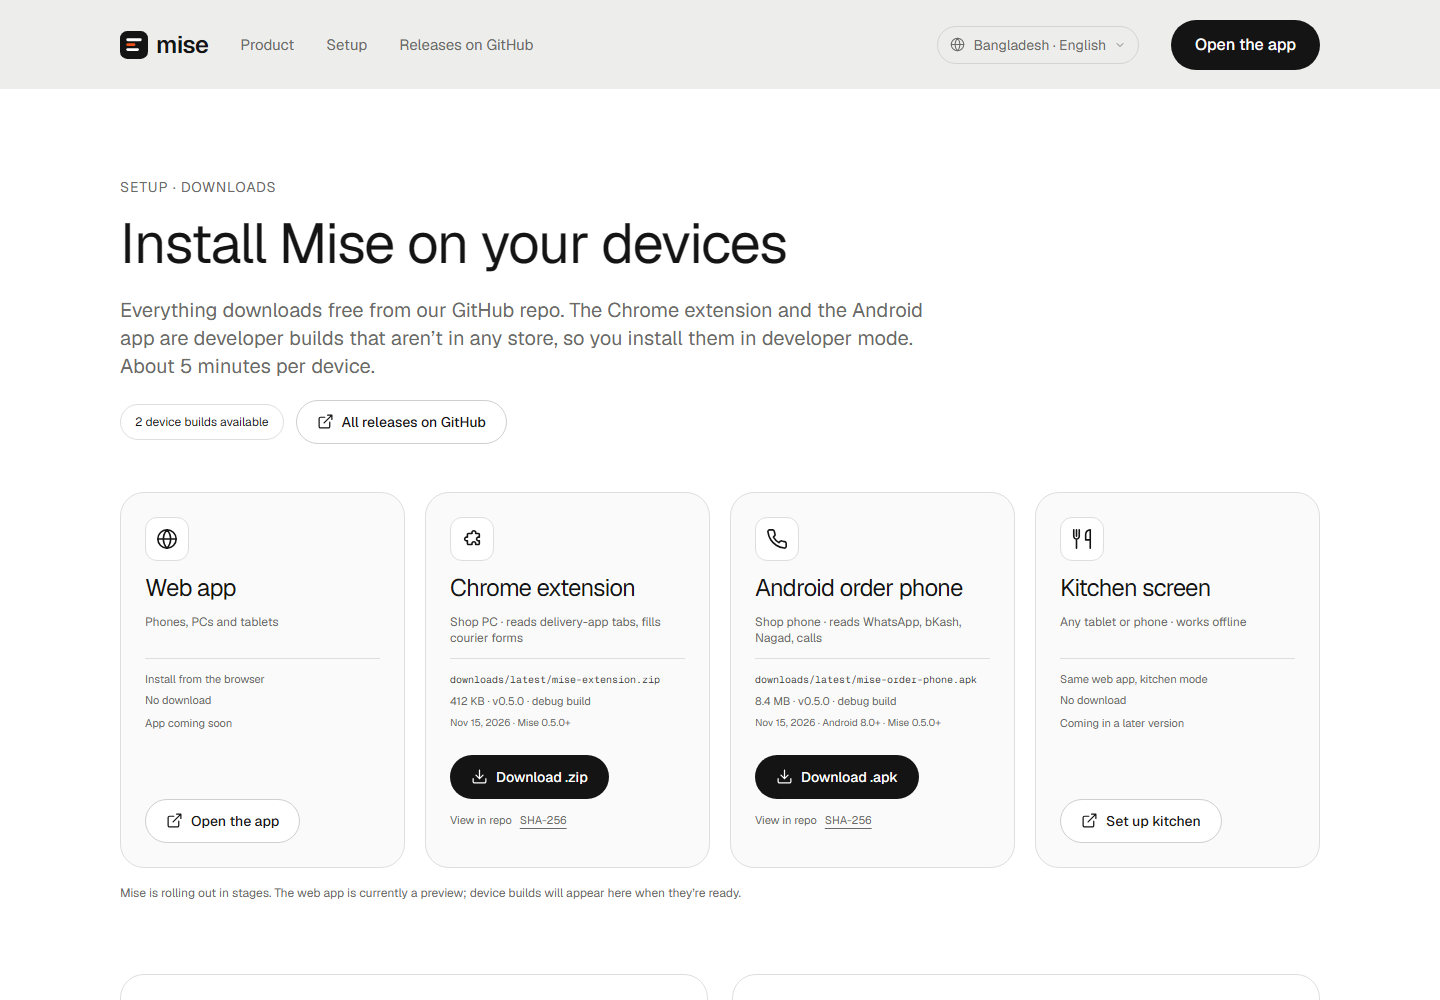 mise
Product
Setup
Releases on GitHub
Bangladesh · English
Open the app
SETUP · DOWNLOADS
Install Mise on your devices
Everything downloads free from our GitHub repo. The Chrome extension and the Android
app are developer builds that aren’t in any store, so you install them in developer mode.
About 5 minutes per device.
2 device builds available
All releases on GitHub
Web app
Phones, PCs and tablets
Install from the browser
No download
App coming soon
Open the app
Chrome extension
Shop PC · reads delivery-app tabs, fills
courier forms
downloads/latest/mise-extension.zip
412 KB · v0.5.0 · debug build
Nov 15, 2026 · Mise 0.5.0+
Download .zip
View in repo SHA-256
Android order phone
Shop phone · reads WhatsApp, bKash,
Nagad, calls
downloads/latest/mise-order-phone.apk
8.4 MB · v0.5.0 · debug build
Nov 15, 2026 · Android 8.0+ · Mise 0.5.0+
Download .apk
View in repo SHA-256
Kitchen screen
Any tablet or phone · works offline
Same web app, kitchen mode
No download
Coming in a later version
Set up kitchen
Mise is rolling out in stages. The web app is currently a preview; device builds will appear here when they're ready.